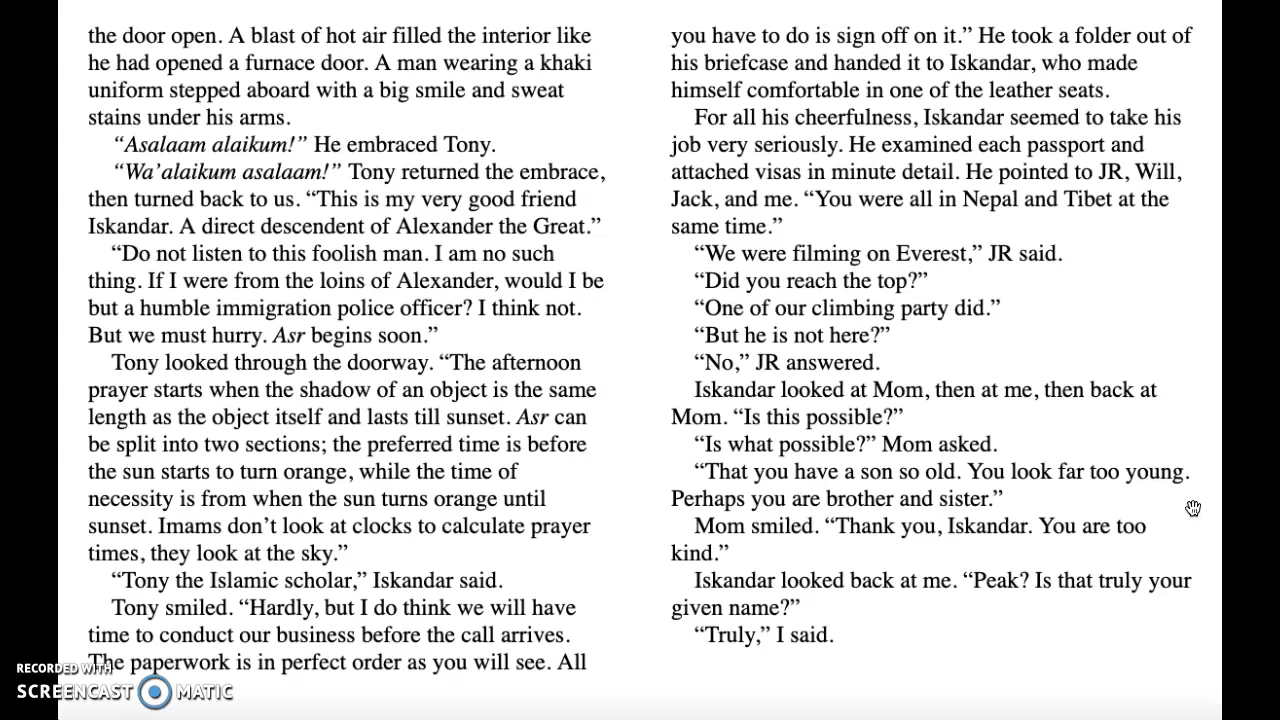 the door open. A blast of hot air filled the interior like
he had opened a furnace door. A man wearing a khaki
uniform stepped aboard with a big smile and sweat
stains under his arms.
“Asalaam alaikum!” He embraced Tony.
“Wa’alaikum asalaam!” Tony returned the embrace,
then turned back to us. “This is my very good friend
Iskandar. A direct descendent of Alexander the Great.”
“Do not listen to this foolish man. I am no such
thing. If I were from the loins of Alexander, would I be
but a humble immigration police officer? I think not.
But we must hurry. Asr begins soon.”
Tony looked through the doorway. “The afternoon
prayer starts when the shadow of an object is the same
length as the object itself and lasts till sunset. Asr can
be split into two sections; the preferred time is before
the sun starts to turn orange, while the time of
necessity is from when the sun turns orange until
sunset. Imams don’t look at clocks to calculate prayer
times, they look at the sky.”
“Tony the Islamic scholar,” Iskandar said.
Tony smiled. “Hardly, but I do think we will have
time to conduct our business before the call arrives.
The paperwork is in perfect order as you will see. All
you have to do is sign off on it.” He took a folder out of
his briefcase and handed it to Iskandar, who made
himself comfortable in one of the leather seats.
For all his cheerfulness, Iskandar seemed to take his
job very seriously. He examined each passport and
attached visas in minute detail. He pointed to JR, Will,
Jack, and me. “You were all in Nepal and Tibet at the
same time.”
“We were filming on Everest,” JR said.
“Did you reach the top?”
“One of our climbing party did.”
“But he is not here?”
“No,” JR answered.
Iskandar looked at Mom, then at me, then back at
Mom. “Is this possible?”
“Is what possible?” Mom asked.
“That you have a son so old. You look far too young.
Perhaps you are brother and sister.”
Mom smiled. “Thank you, Iskandar. You are too
kind.”
Iskandar looked back at me. “Peak? Is that truly your
given name?”
“Truly,” I said.
RECORDED WITH
SCREENCAST MATIC